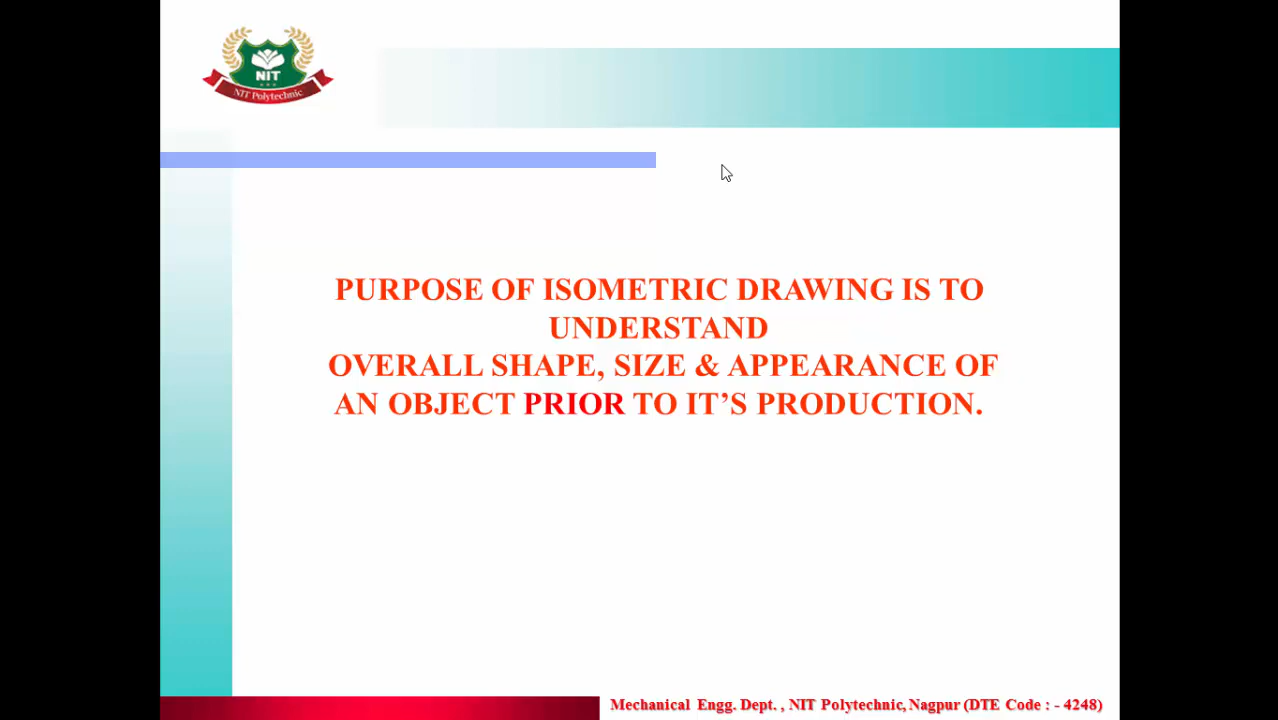 NIT
NIT Polytechnic
PURPOSE OF ISOMETRIC DRAWING IS TO
UNDERSTAND
OVERALL SHAPE, SIZE & APPEARANCE OF
AN OBJECT PRIOR TO IT’S PRODUCTION.
Mechanical Engg. Dept. , NIT Polytechnic, Nagpur (DTE Code : - 4248)